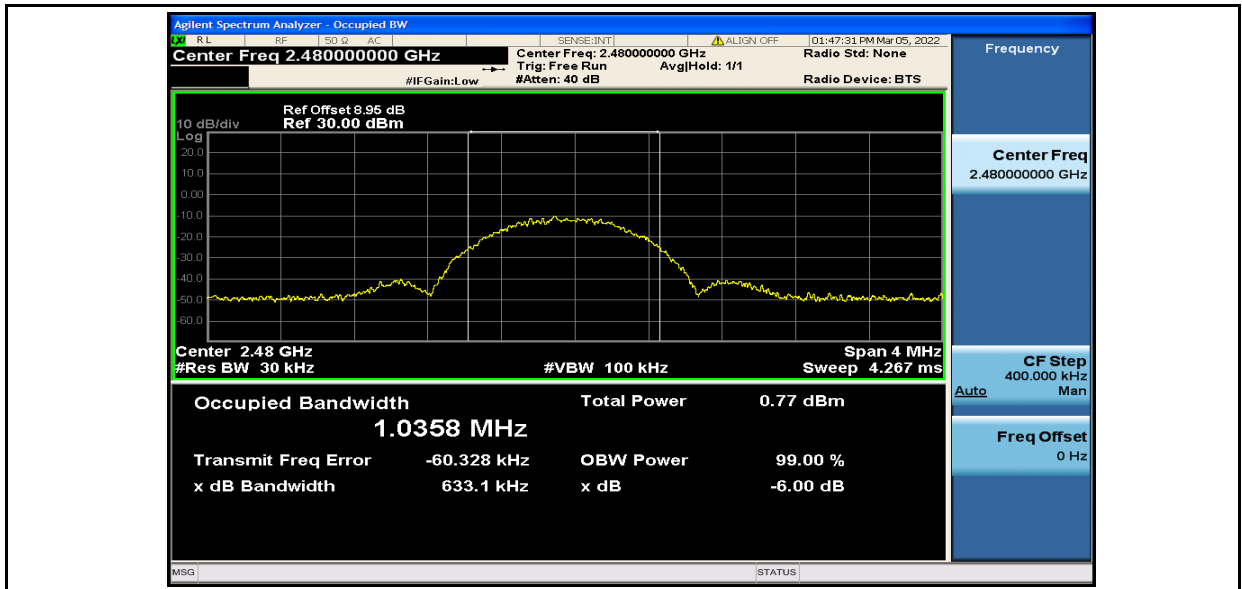 Agilent Spectrum Analyzer - Occupied BW
LXI RL RF 50 Ω AC SENSE:INT ALIGN OFF 01:47:31 PM Mar 05, 2022
Center Freq 2.480000000 GHz
Center Freq: 2.480000000 GHz
Radio Std: None
Trig: Free Run Avg|Hold: 1/1
#IFGain:Low #Atten: 40 dB
Radio Device: BTS
Ref Offset 8.95 dB
10 dB/div Ref 30.00 dBm
Log
20.0
10.0
0.00
-10.0
-20.0
-30.0
-40.0
-50.0
-60.0
Center 2.48 GHz Span 4 MHz
#Res BW 30 kHz #VBW 100 kHz Sweep 4.267 ms
Occupied Bandwidth Total Power 0.77 dBm
1.0358 MHz
Transmit Freq Error -60.328 kHz OBW Power 99.00 %
x dB Bandwidth 633.1 kHz x dB -6.00 dB
MSG STATUS
Frequency
Center Freq
2.480000000 GHz
CF Step
400.000 kHz
Auto Man
Freq Offset
0 Hz